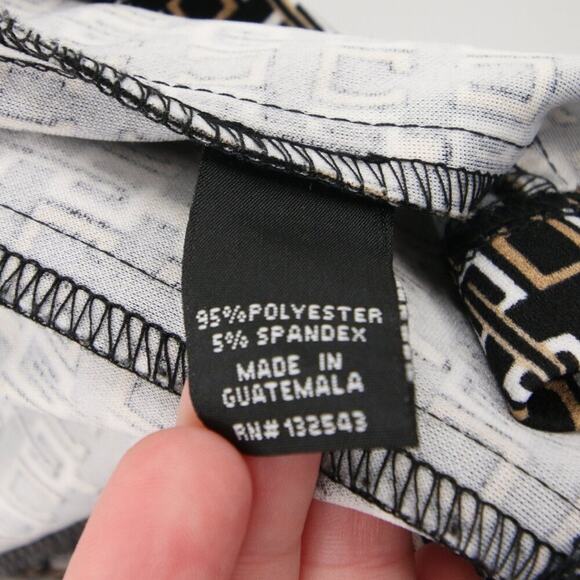 95% POLYESTER
5% SPANDEX
MADE IN
GUATEMALA
RN# 132543